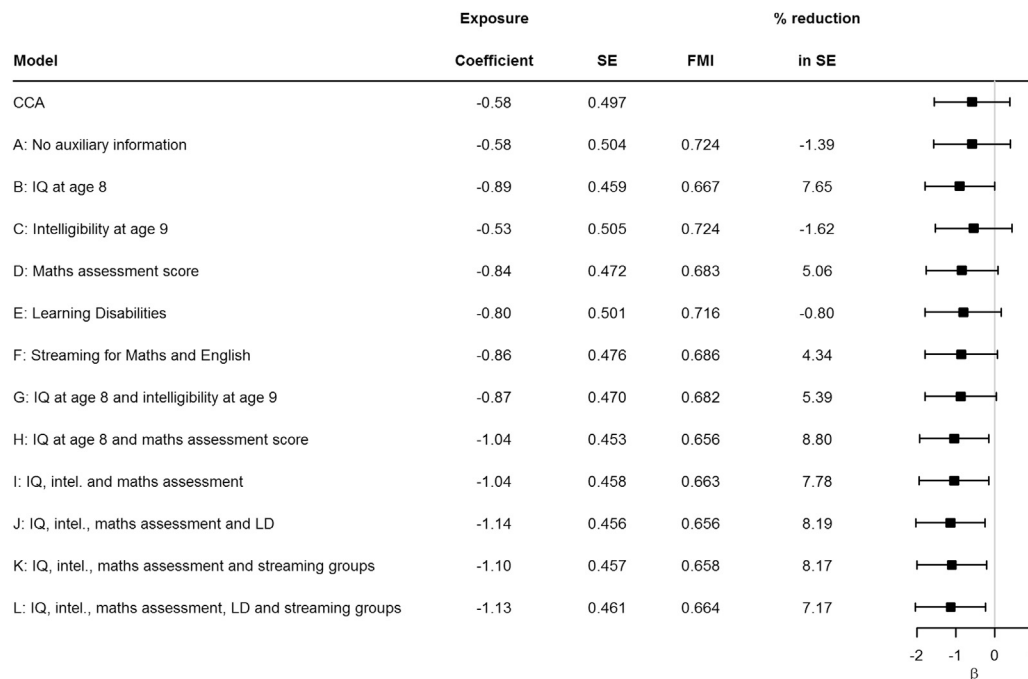 Exposure % reduction
Model Coefficient SE FMI in SE
CCA -0.58 0.497
A: No auxiliary information -0.58 0.504 0.724 -1.39
B: IQ at age 8 -0.89 0.459 0.667 7.65
C: Intelligibility at age 9 -0.53 0.505 0.724 -1.62
D: Maths assessment score -0.84 0.472 0.683 5.06
E: Learning Disabilities -0.80 0.501 0.716 -0.80
F: Streaming for Maths and English -0.86 0.476 0.686 4.34
G: IQ at age 8 and intelligibility at age 9 -0.87 0.470 0.682 5.39
H: IQ at age 8 and maths assessment score -1.04 0.453 0.656 8.80
I: IQ, intel. and maths assessment -1.04 0.458 0.663 7.78
J: IQ, intel., maths assessment and LD -1.14 0.456 0.656 8.19
K: IQ, intel., maths assessment and streaming groups -1.10 0.457 0.658 8.17
L: IQ, intel., maths assessment, LD and streaming groups -1.13 0.461 0.664 7.17
-2 -1 0
β